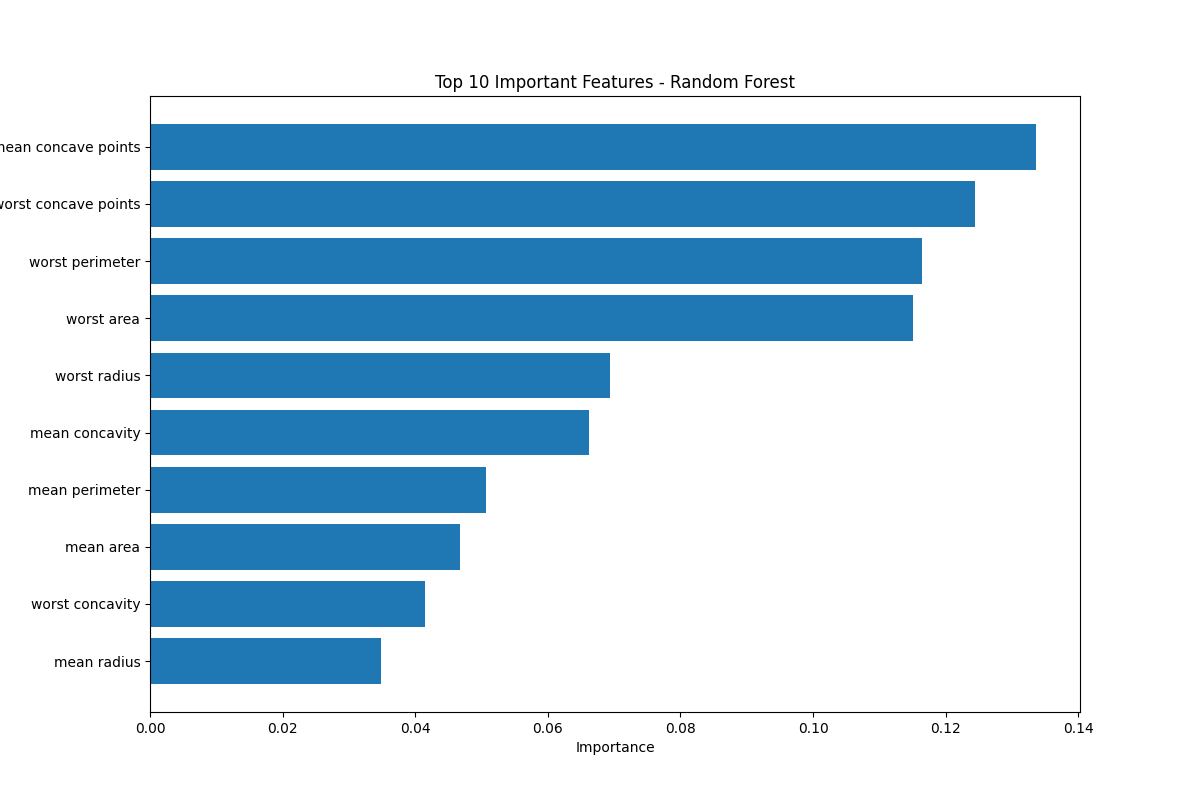 Top 10 Important Features - Random Forest
mean concave points
worst concave points
worst perimeter
worst area
worst radius
mean concavity
mean perimeter
mean area
worst concavity
mean radius
0.00 0.02 0.04 0.06 0.08 0.10 0.12 0.14
Importance